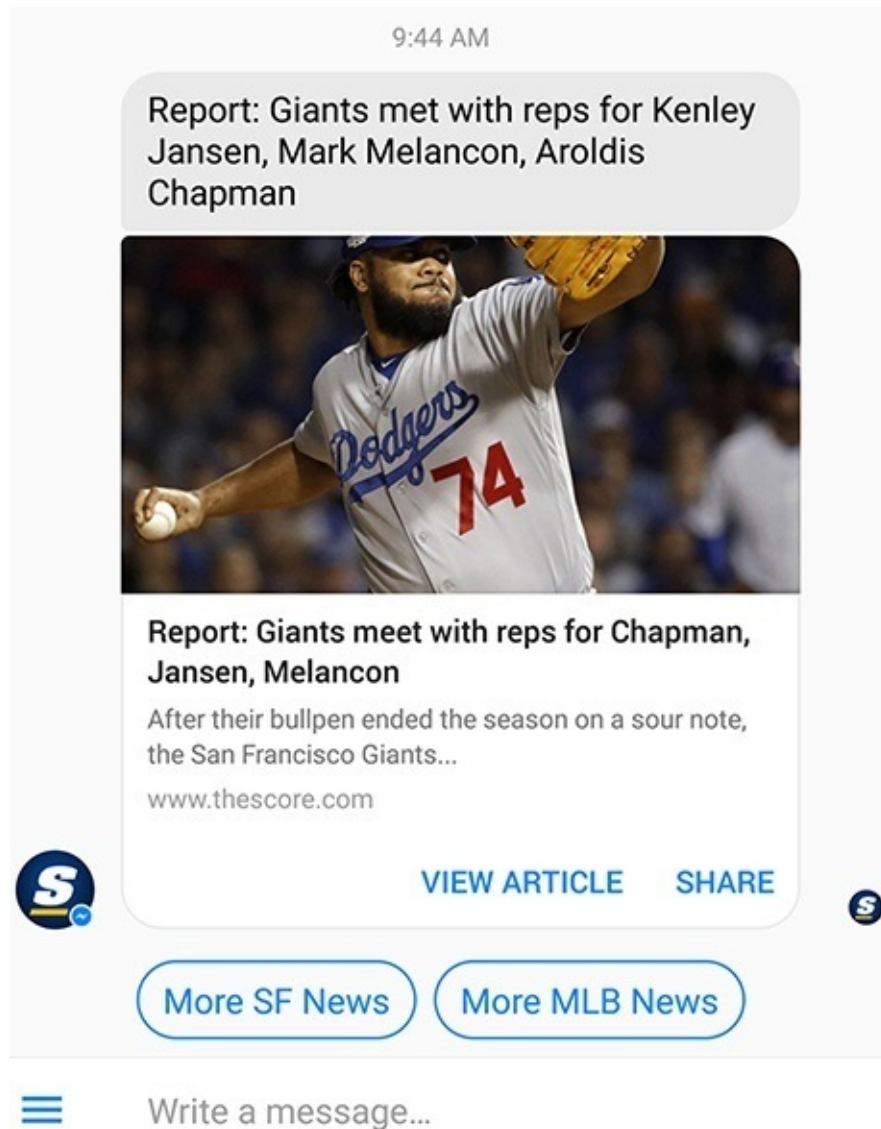 9:44 AM
Report: Giants met with reps for Kenley
Jansen, Mark Melancon, Aroldis
Chapman
Dodgers
74
Report: Giants meet with reps for Chapman,
Jansen, Melancon
After their bullpen ended the season on a sour note,
the San Francisco Giants...
www.thescore.com
VIEW ARTICLE SHARE
S
S
More SF News More MLB News
Write a message...